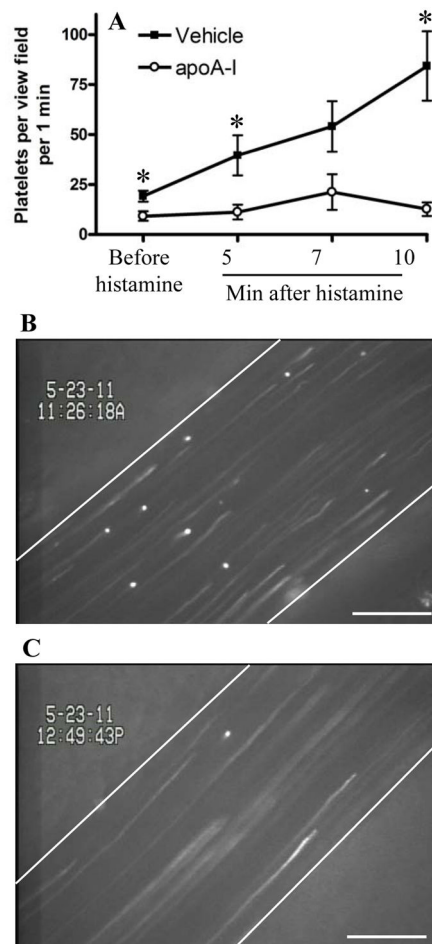 A
Vehicle
apoA-I
Platelets per view field
per 1 min
100
75
50
25
0
*
*
*
Before
histamine
5
7
10
Min after histamine
B
5-23-11
11:26:18A
C
5-23-11
12:49:43P